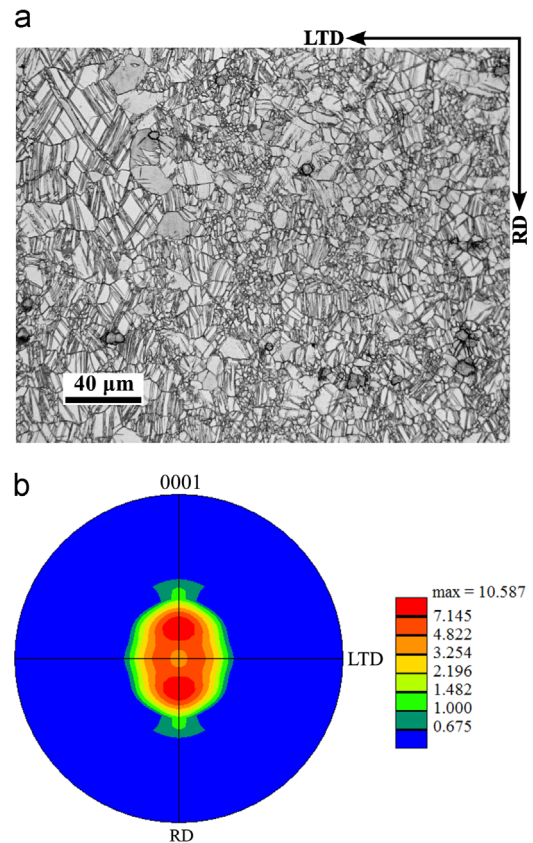 a
LTD
RD
40 µm
b
0001
LTD
RD
max = 10.587
7.145
4.822
3.254
2.196
1.482
1.000
0.675